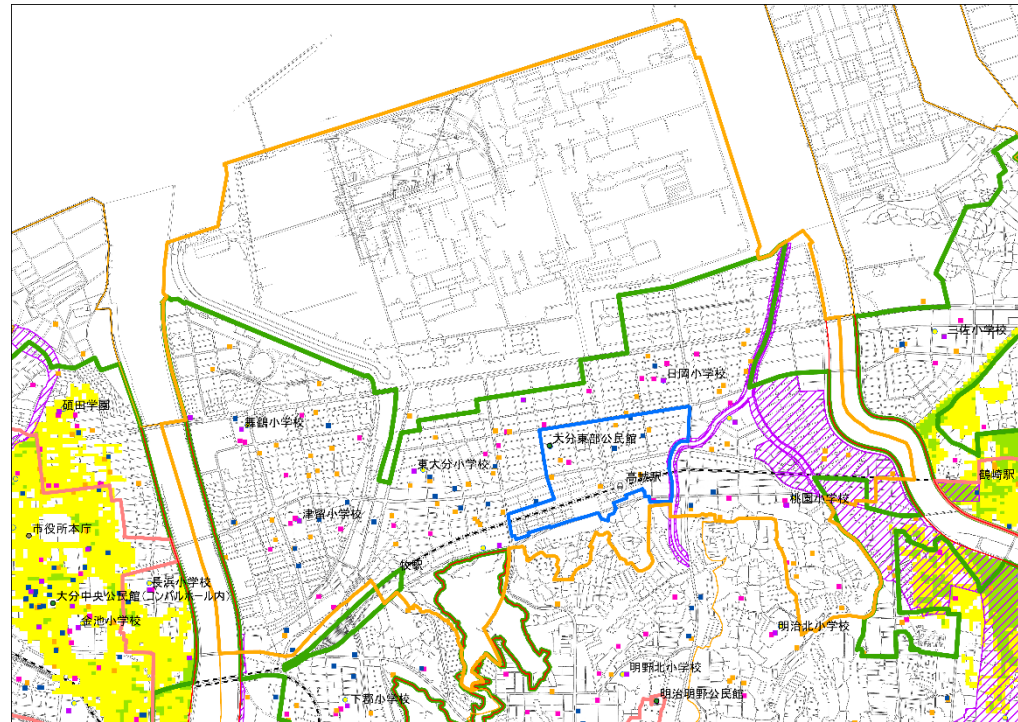 三佐小学校
日岡小学校
碩田学園
舞鶴小学校
大分東部公民館
東大分小学校
高城駅
鶴崎駅
桃園小学校
津留小学校
市役所本庁
牧駅
長浜小学校
大分中央公民館(コンパルホール内)
金池小学校
明治北小学校
明野北小学校
下郡小学校
明治明野公民館